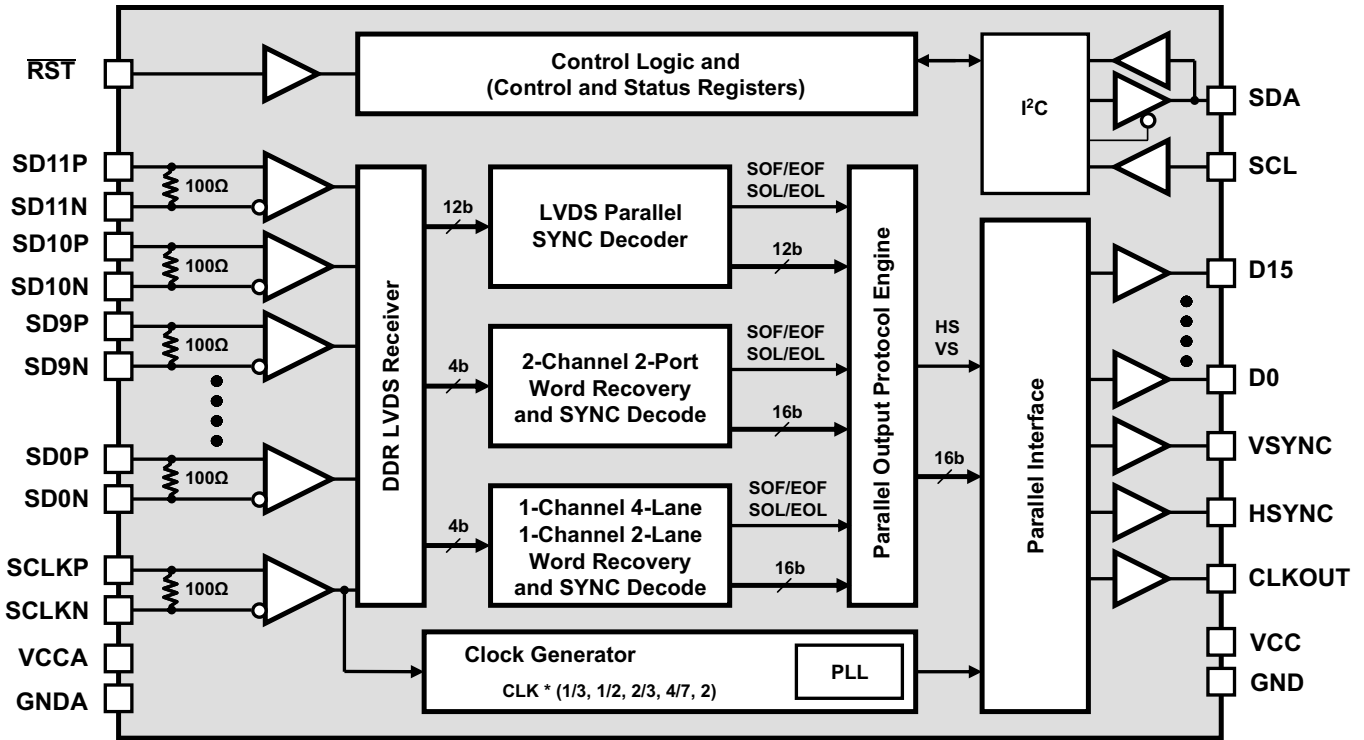 RST
Control Logic and
(Control and Status Registers)
I²C
SDA
SCL
SD11P
100Ω
SD11N
SD10P
100Ω
SD10N
SD9P
100Ω
SD9N
SD0P
100Ω
SD0N
SCLKP
100Ω
SCLKN
VCCA
GNDA
DDR LVDS Receiver
12b
LVDS Parallel
SYNC Decoder
SOF/EOF
SOL/EOL
12b
4b
2-Channel 2-Port
Word Recovery
and SYNC Decode
SOF/EOF
SOL/EOL
16b
4b
1-Channel 4-Lane
1-Channel 2-Lane
Word Recovery
and SYNC Decode
SOF/EOF
SOL/EOL
16b
Parallel Output Protocol Engine
HS
VS
16b
Parallel Interface
Clock Generator
CLK * (1/3, 1/2, 2/3, 4/7, 2)
PLL
D15
D0
VSYNC
HSYNC
CLKOUT
VCC
GND